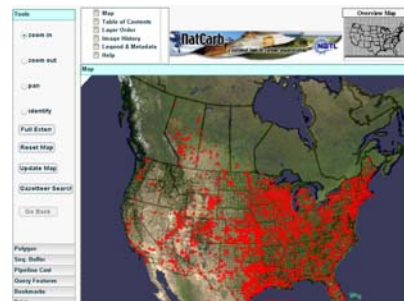 Tools
zoom in
zoom out
pan
identify
Full Extent
Reset Map
Update Map
Gazetteer Search
Go Back
Polygon
Seq. Buffer
Pipeline Cost
Query Features
Bookmarks
Map
Table of Contents
Layer Order
Image History
Legend & Metadata
Help
NatCarb
NETL
Overview Map
Map